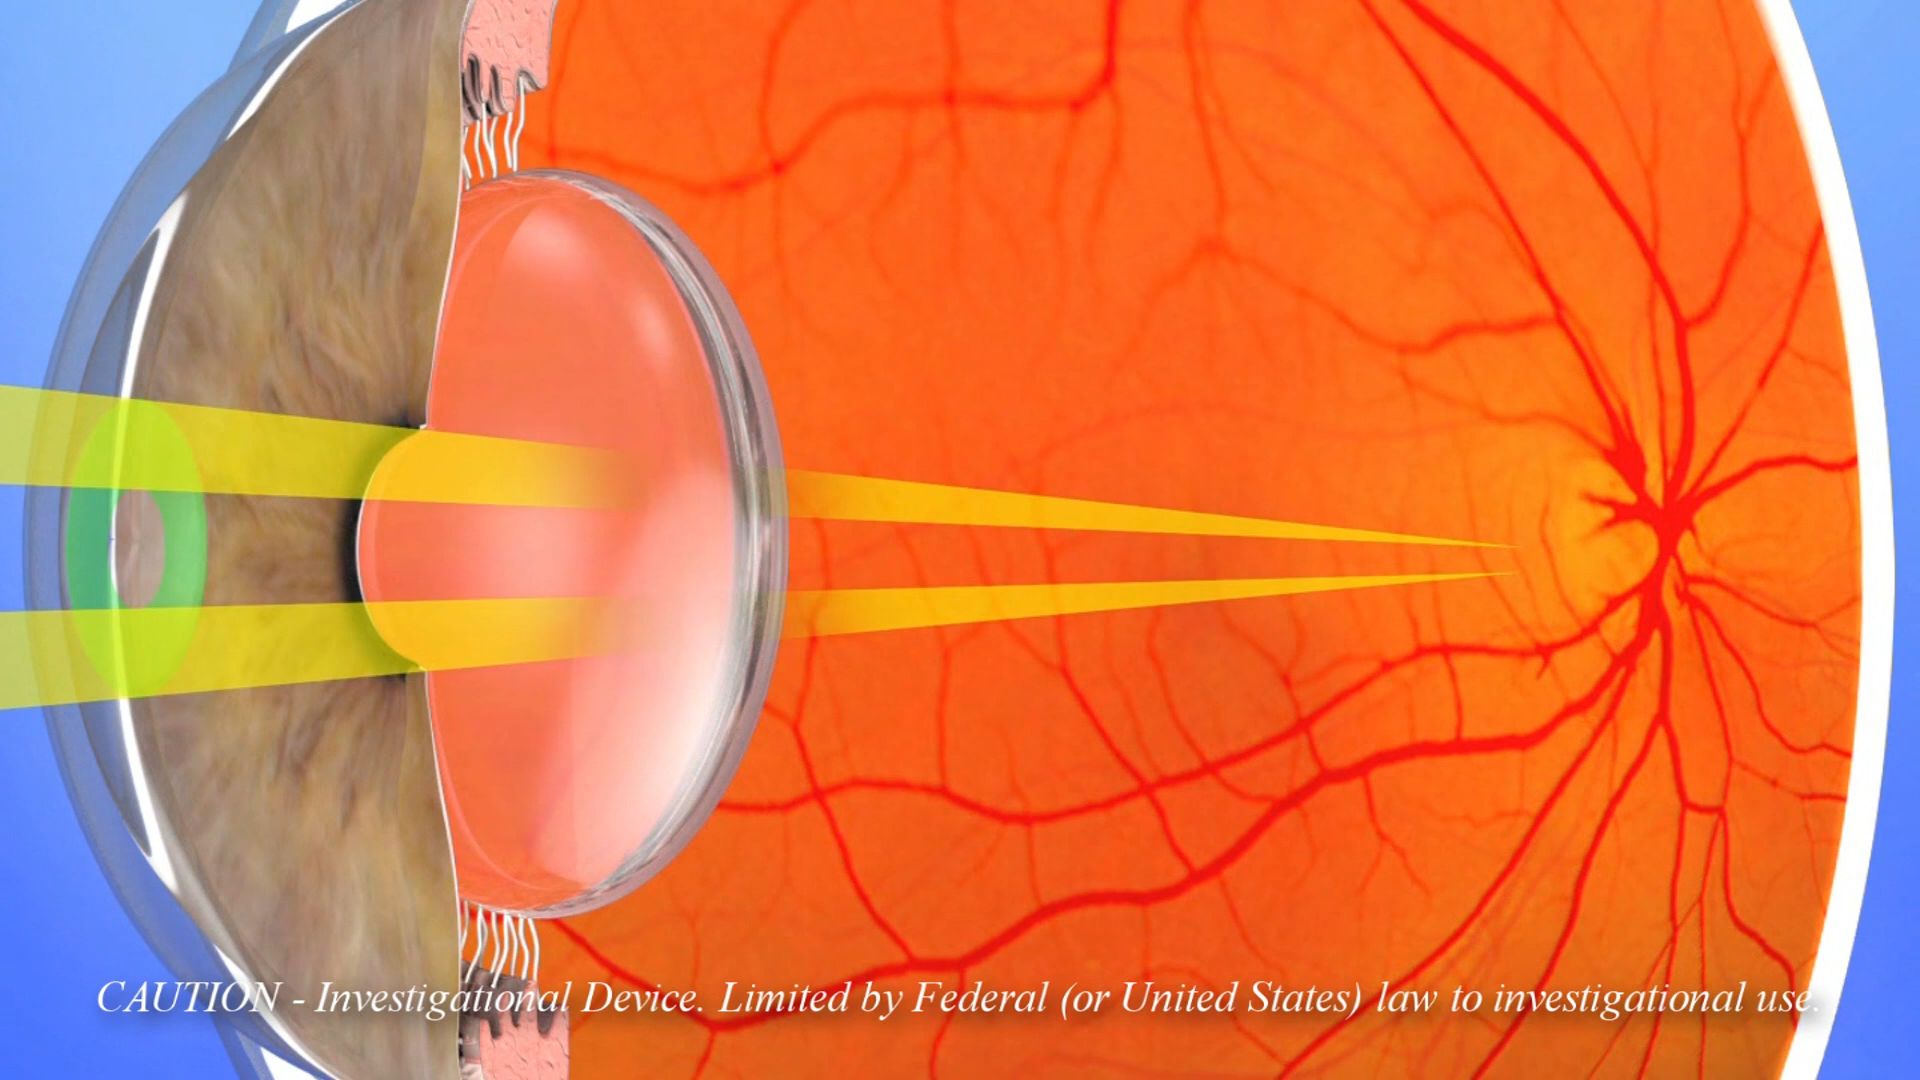 CAUTION - Investigational Device. Limited by Federal (or United States) law to investigational use.